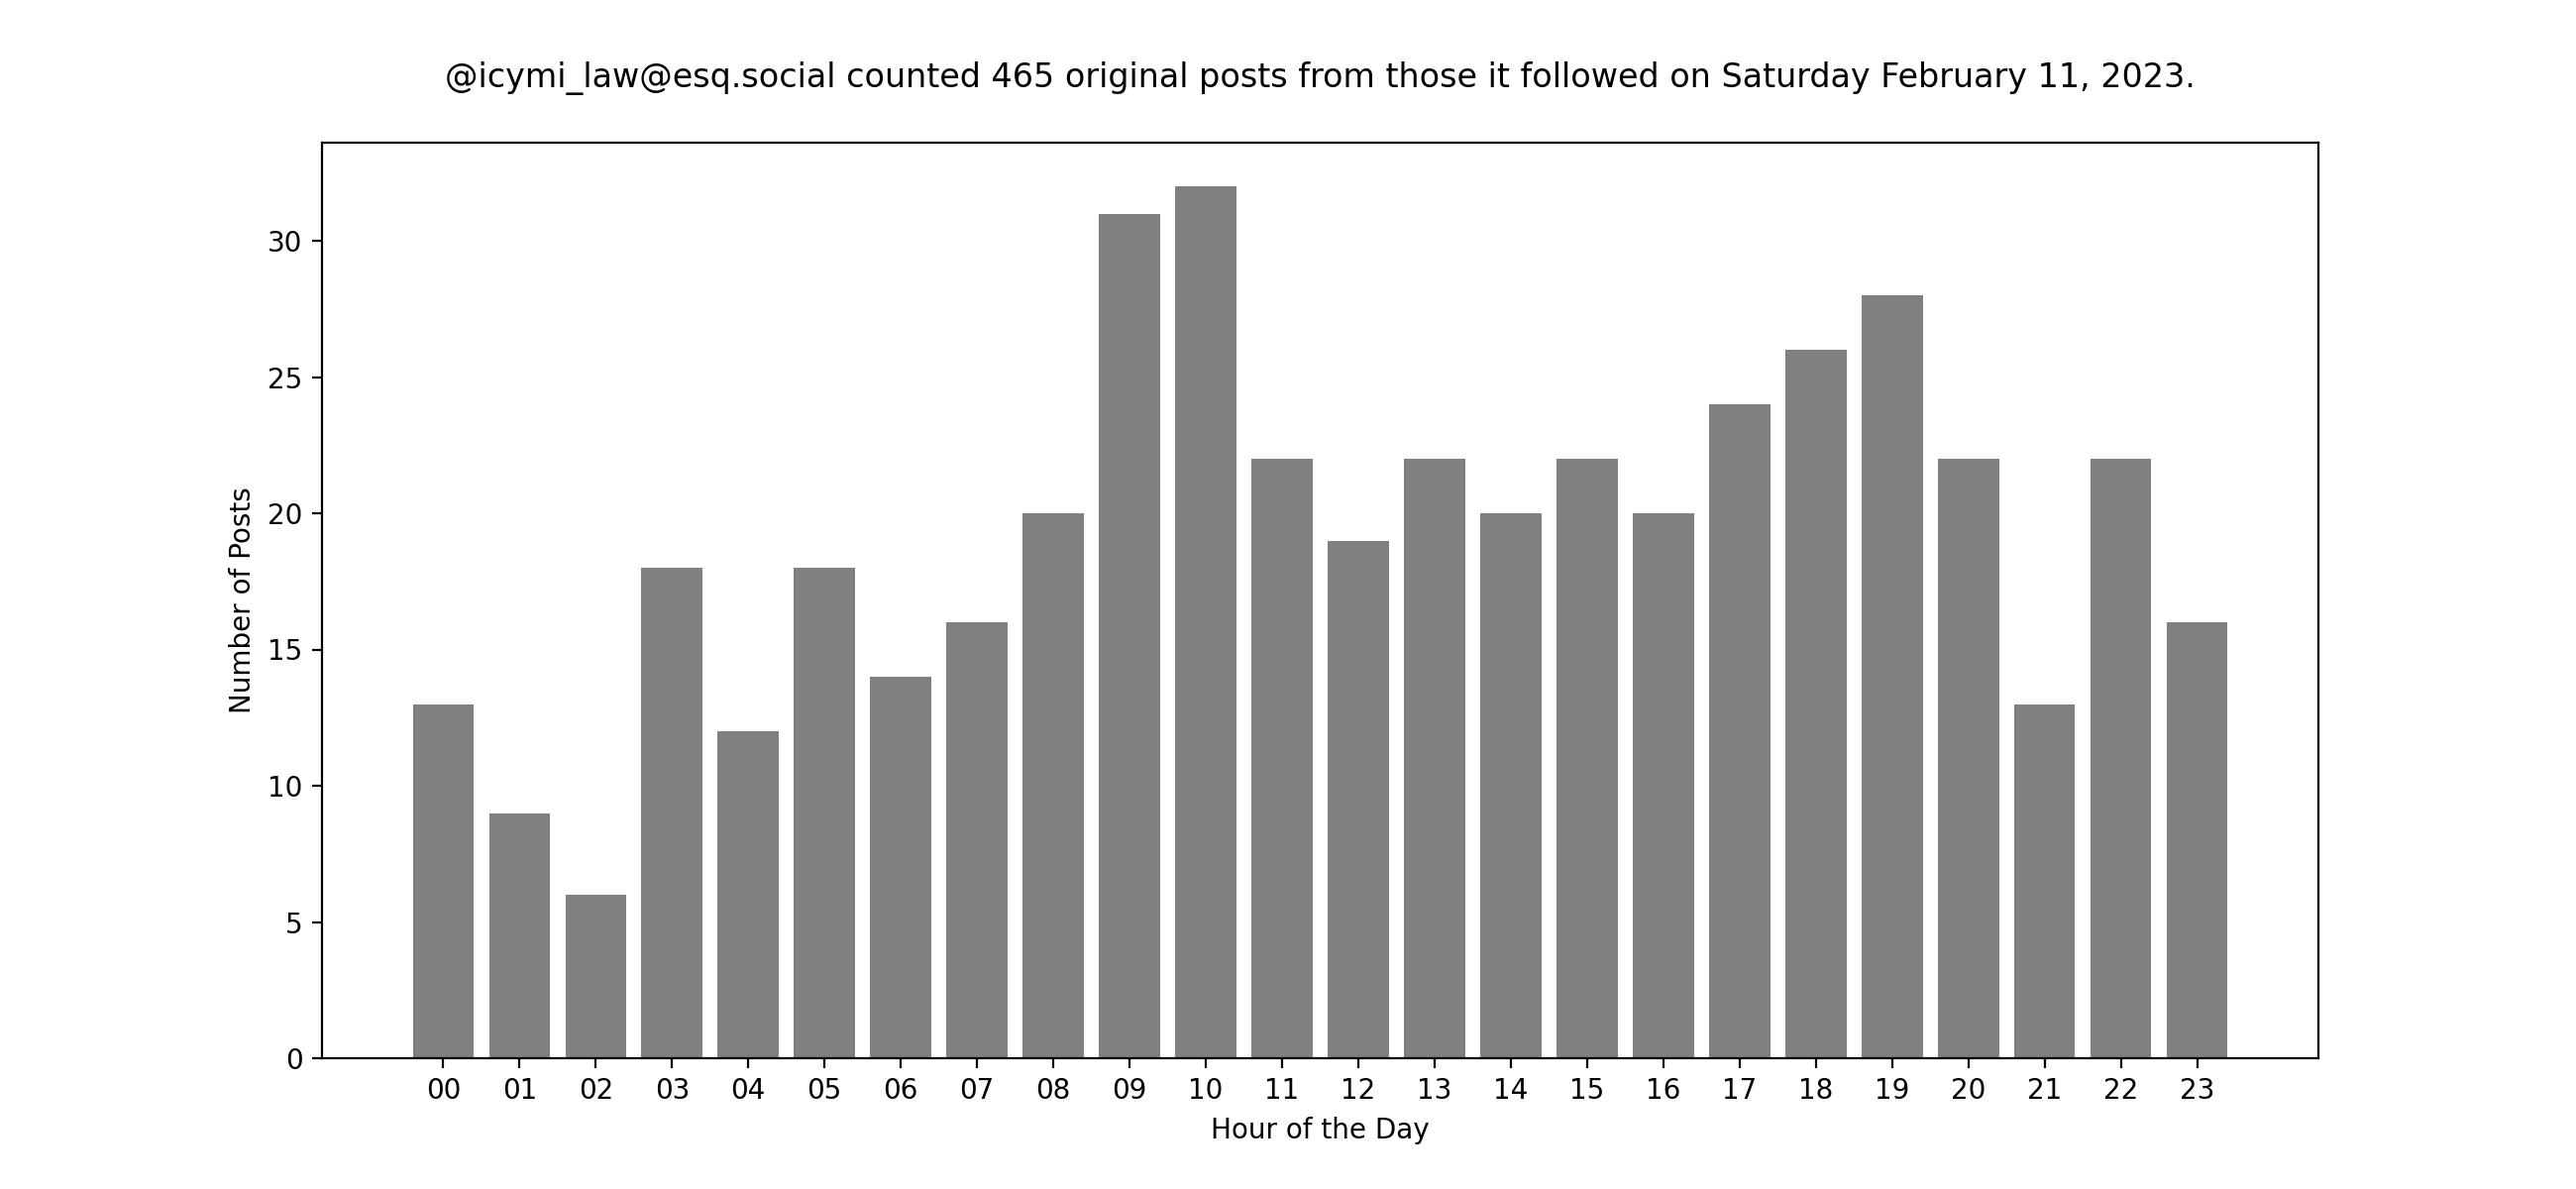 @icymi_law@esq.social counted 465 original posts from those it followed on Saturday February 11, 2023.
30
25
20
15
10
5
0
Number of Posts
00 01 02 03 04 05 06 07 08 09 10 11 12 13 14 15 16 17 18 19 20 21 22 23
Hour of the Day